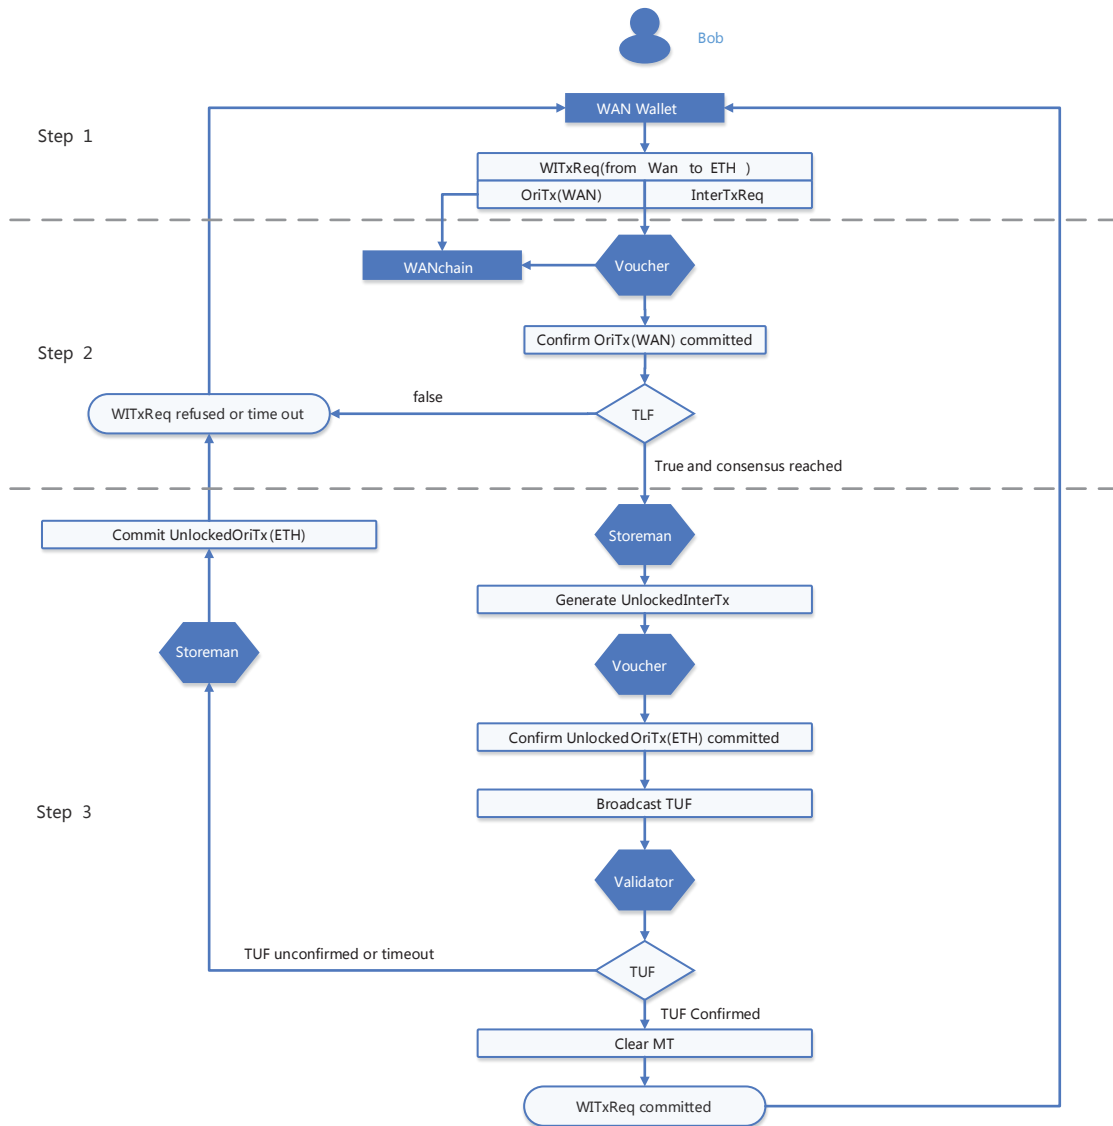 Bob
WAN Wallet
Step 1
WITxReq(from Wan to ETH )
OriTx(WAN) InterTxReq
WANchain
Voucher
Confirm OriTx(WAN) committed
Step 2
false
WITxReq refused or time out
TLF
True and consensus reached
Commit UnlockedOriTx(ETH)
Storeman
Generate UnlockedInterTx
Storeman
Voucher
Confirm UnlockedOriTx(ETH) committed
Broadcast TUF
Step 3
Validator
TUF unconfirmed or timeout
TUF
TUF Confirmed
Clear MT
WITxReq committed